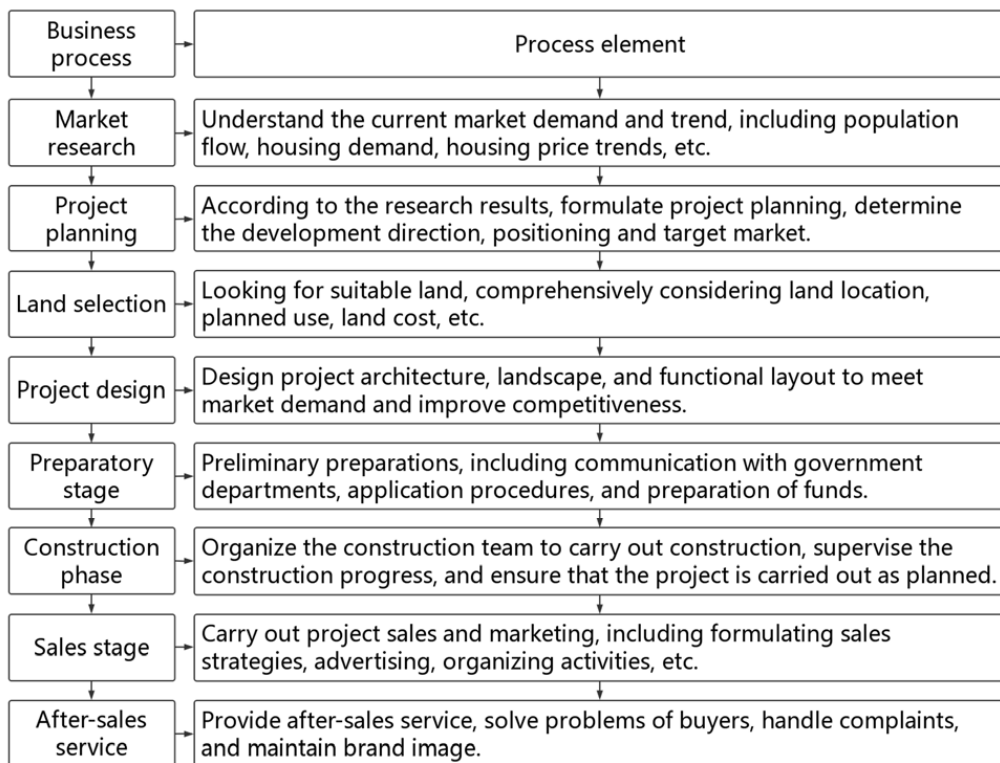 Business
process
Process element
Market
research
Understand the current market demand and trend, including population
flow, housing demand, housing price trends, etc.
Project
planning
According to the research results, formulate project planning, determine
the development direction, positioning and target market.
Land selection
Looking for suitable land, comprehensively considering land location,
planned use, land cost, etc.
Project design
Design project architecture, landscape, and functional layout to meet
market demand and improve competitiveness.
Preparatory
stage
Preliminary preparations, including communication with government
departments, application procedures, and preparation of funds.
Construction
phase
Organize the construction team to carry out construction, supervise the
construction progress, and ensure that the project is carried out as planned.
Sales stage
Carry out project sales and marketing, including formulating sales
strategies, advertising, organizing activities, etc.
After-sales
service
Provide after-sales service, solve problems of buyers, handle complaints,
and maintain brand image.